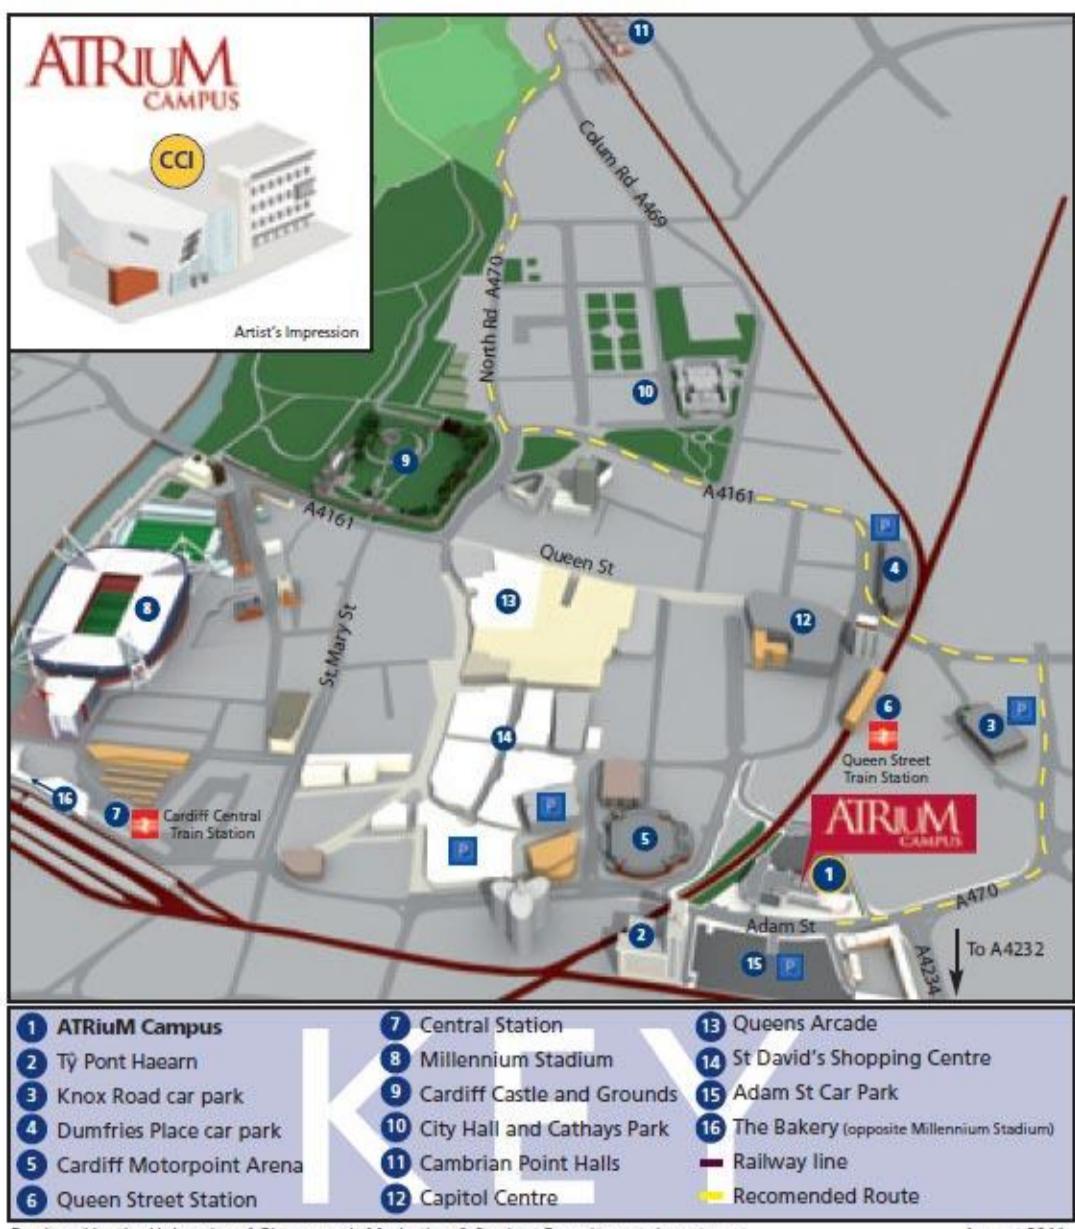 ATRiuM
CAMPUS
CCI
Artist's Impression
11
Colum Rd A469
North Rd A470
10
9
A4161
A4161
P
4
Queen St
8
13
12
St.Mary St
6
P
3
14
Queen Street
Train Station
16
7
Cardiff Central
Train Station
P
5
ATRiuM
CAMPUS
P
1
A470
2
Adam St
15
P
A4234
To A4232
KEY
1 ATRiuM Campus
2 Tŷ Pont Haearn
3 Knox Road car park
4 Dumfries Place car park
5 Cardiff Motorpoint Arena
6 Queen Street Station
7 Central Station
8 Millennium Stadium
9 Cardiff Castle and Grounds
10 City Hall and Cathays Park
11 Cambrian Point Halls
12 Capitol Centre
13 Queens Arcade
14 St David's Shopping Centre
15 Adam St Car Park
16 The Bakery (opposite Millennium Stadium)
Railway line
Recomended Route